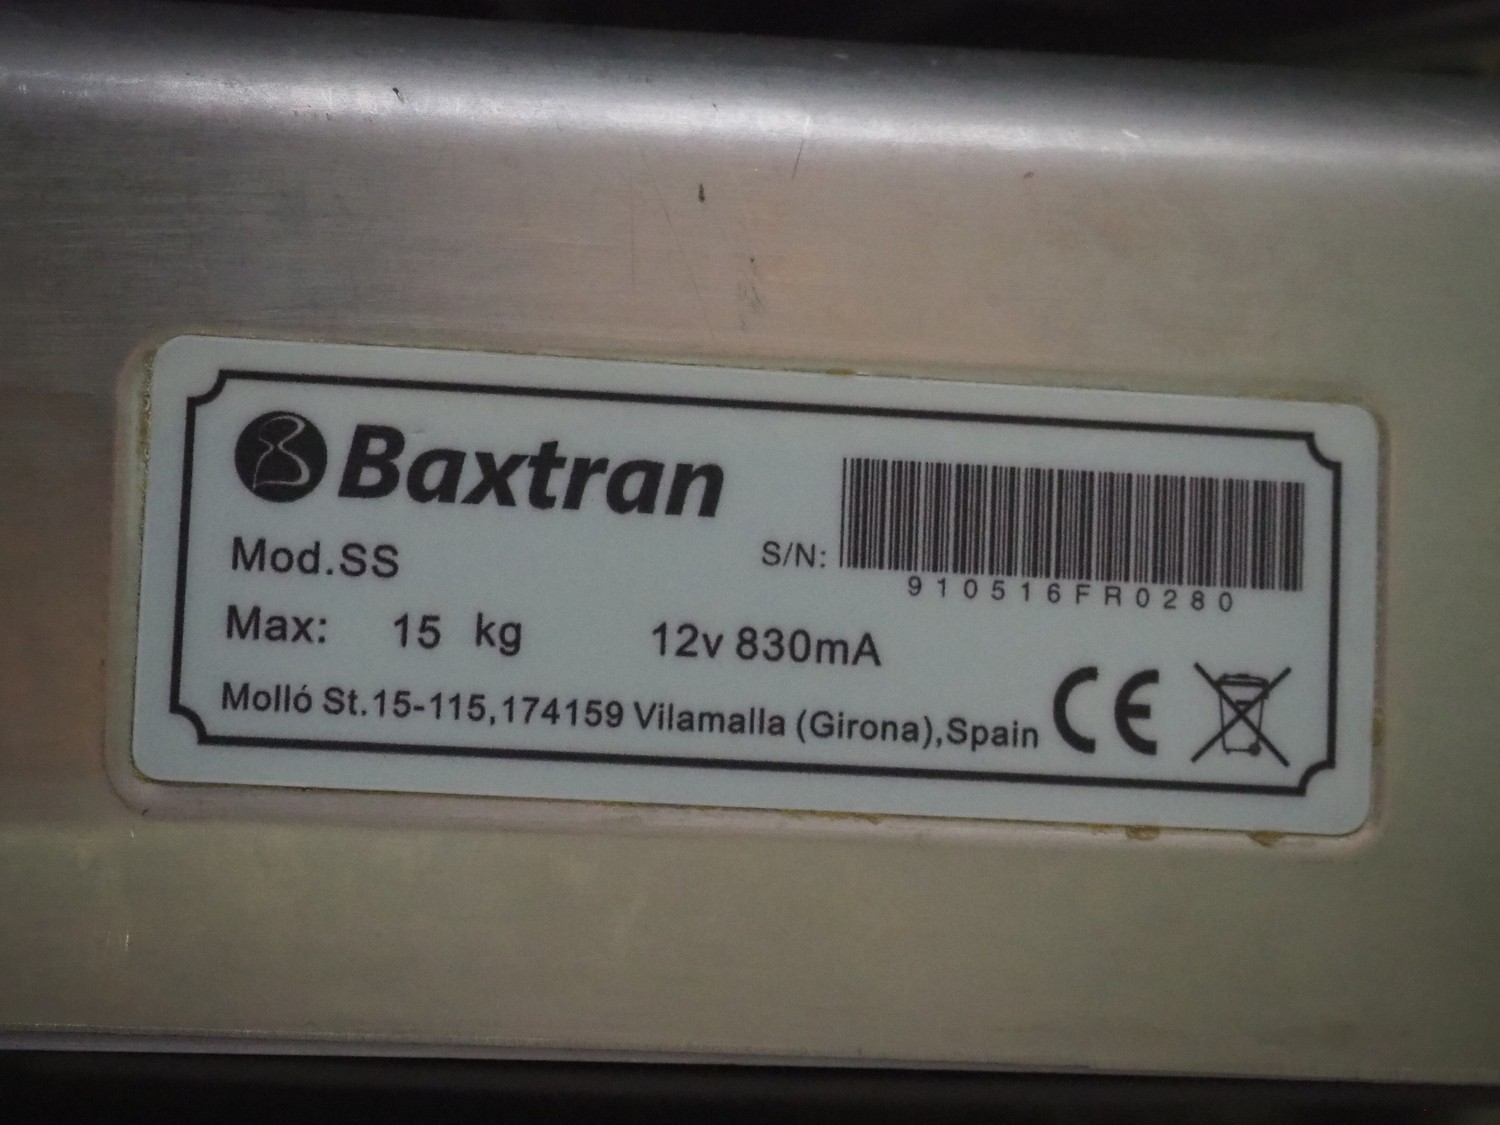 Baxtran
Mod.SS
S/N:
910516FR0280
Max: 15 kg 12v 830mA
Molló St.15-115,174159 Vilamalla (Girona),Spain CE